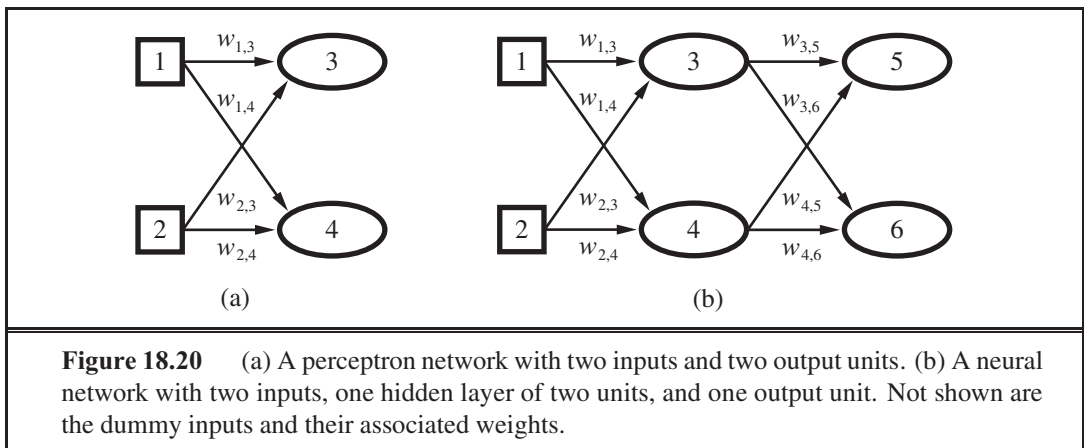 w1,3
w1,3
w3,5
1
3
1
3
5
w1,4
w1,4
w3,6
w2,3
w2,3
w4,5
2
4
2
4
6
w2,4
w2,4
w4,6
(a)
(b)
Figure 18.20 (a) A perceptron network with two inputs and two output units. (b) A neural
network with two inputs, one hidden layer of two units, and one output unit. Not shown are
the dummy inputs and their associated weights.